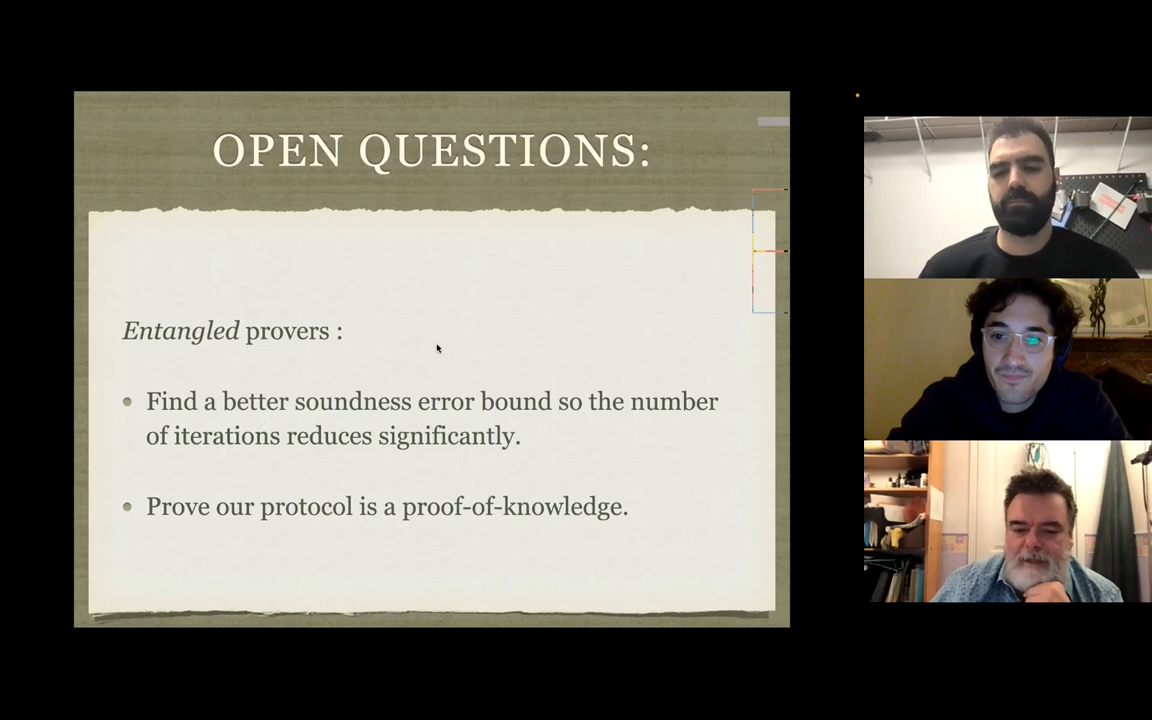 OPEN QUESTIONS:
Entangled provers :
• Find a better soundness error bound so the number
of iterations reduces significantly.
• Prove our protocol is a proof-of-knowledge.